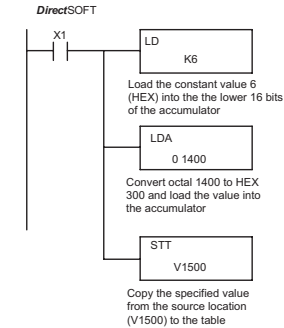 DirectSOFT
X1
LD
K6
Load the constant value 6
(HEX) into the the lower 16 bits
of the accumulator
LDA
0 1400
Convert octal 1400 to HEX
300 and load the value into
the accumulator
STT
V1500
Copy the specified value
from the source location
(V1500) to the table